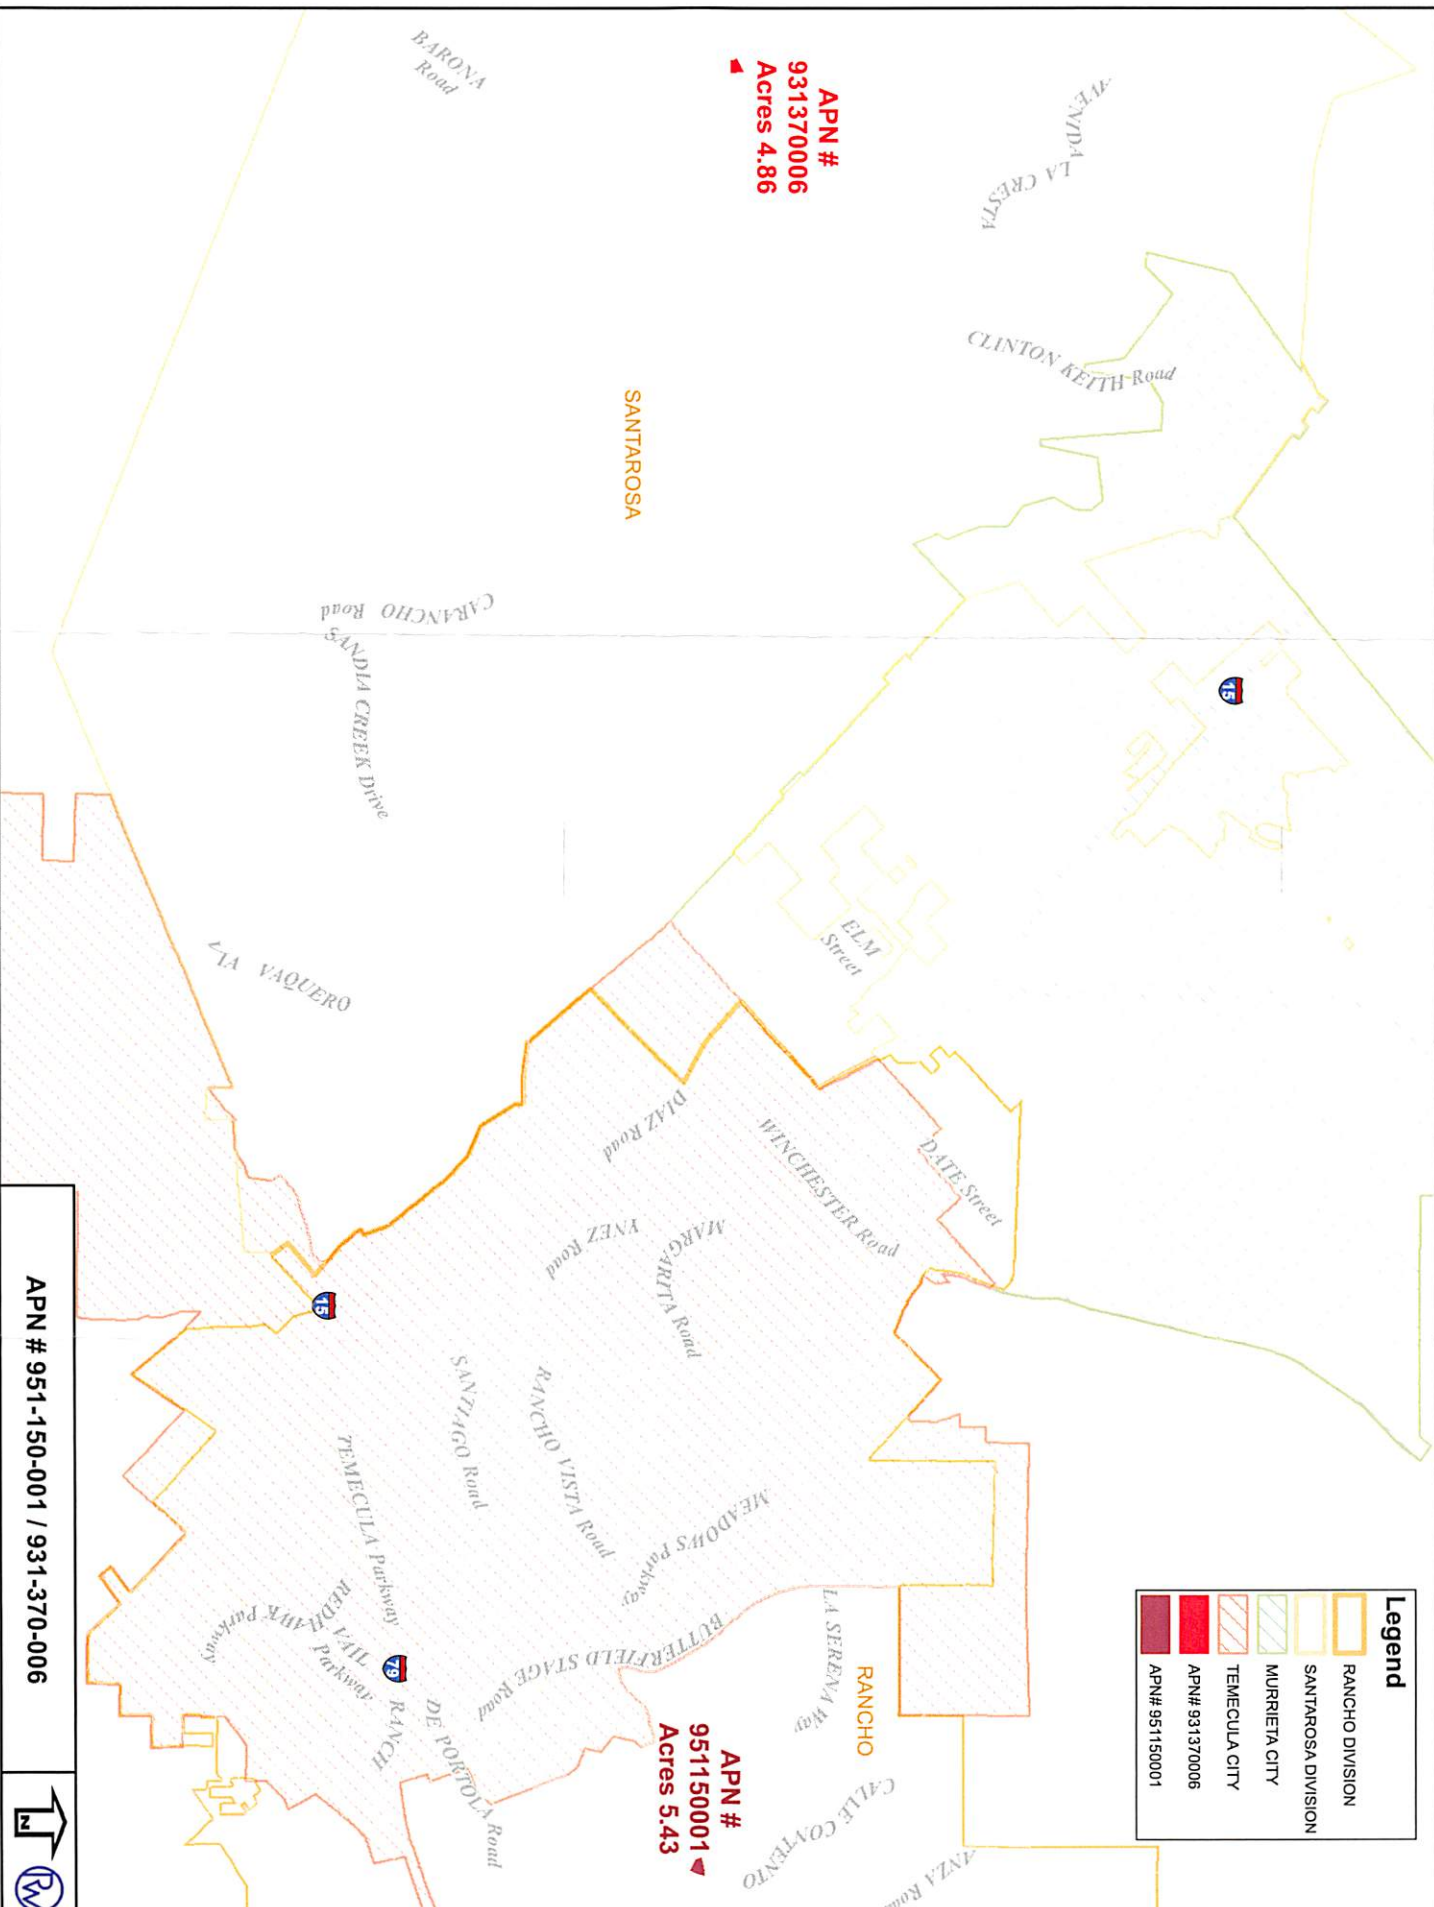 BARONA
Road
APN #
931370006
Acres 4.86
AVENIDA
LA CRESTA
CLINTON KEITH Road
SANTAROSA
CARANCHO Road
SANDIA CREEK Drive
15
ELM
Street
VIA VAQUERO
DIAZ Road
WINCHESTER Road
DATE Street
YNEZ Road
MARGARITA Road
15
SANTIAGO Road
RANCHO VISTA Road
TEMECULA Parkway
MEADOWS Parkway
REDHAWK Parkway
VAIL RANCH
Parkway
79
BUTTERFIELD STAGE Road
LA SERENA Way
RANCHO
DE PORTOLA Road
APN #
951150001
Acres 5.43
CALLE CONTENTO
ANZA Road
Legend
RANCHO DIVISION
SANTAROSA DIVISION
MURRIETA CITY
TEMECULA CITY
APN# 931370006
APN# 951150001
APN # 951-150-001 / 931-370-006
N
RW